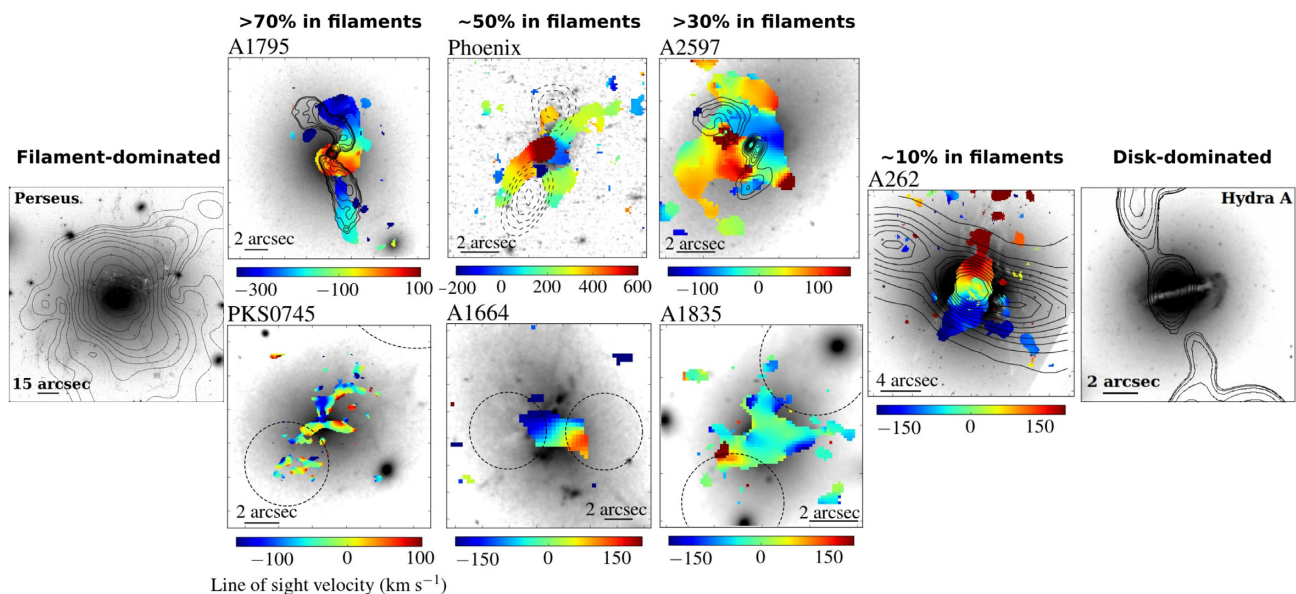 >70% in filaments
~50% in filaments
>30% in filaments
A1795
Phoenix
A2597
Filament-dominated
~10% in filaments
Disk-dominated
A262
Perseus
Hydra A
2 arcsec
2 arcsec
2 arcsec
−300 −100 100
−200 0 200 400 600
−100 0 100
PKS0745
A1664
A1835
15 arcsec
4 arcsec
2 arcsec
−150 0 150
2 arcsec
2 arcsec
2 arcsec
−100 0 100
−150 0 150
−150 0 150
Line of sight velocity (km s⁻¹)